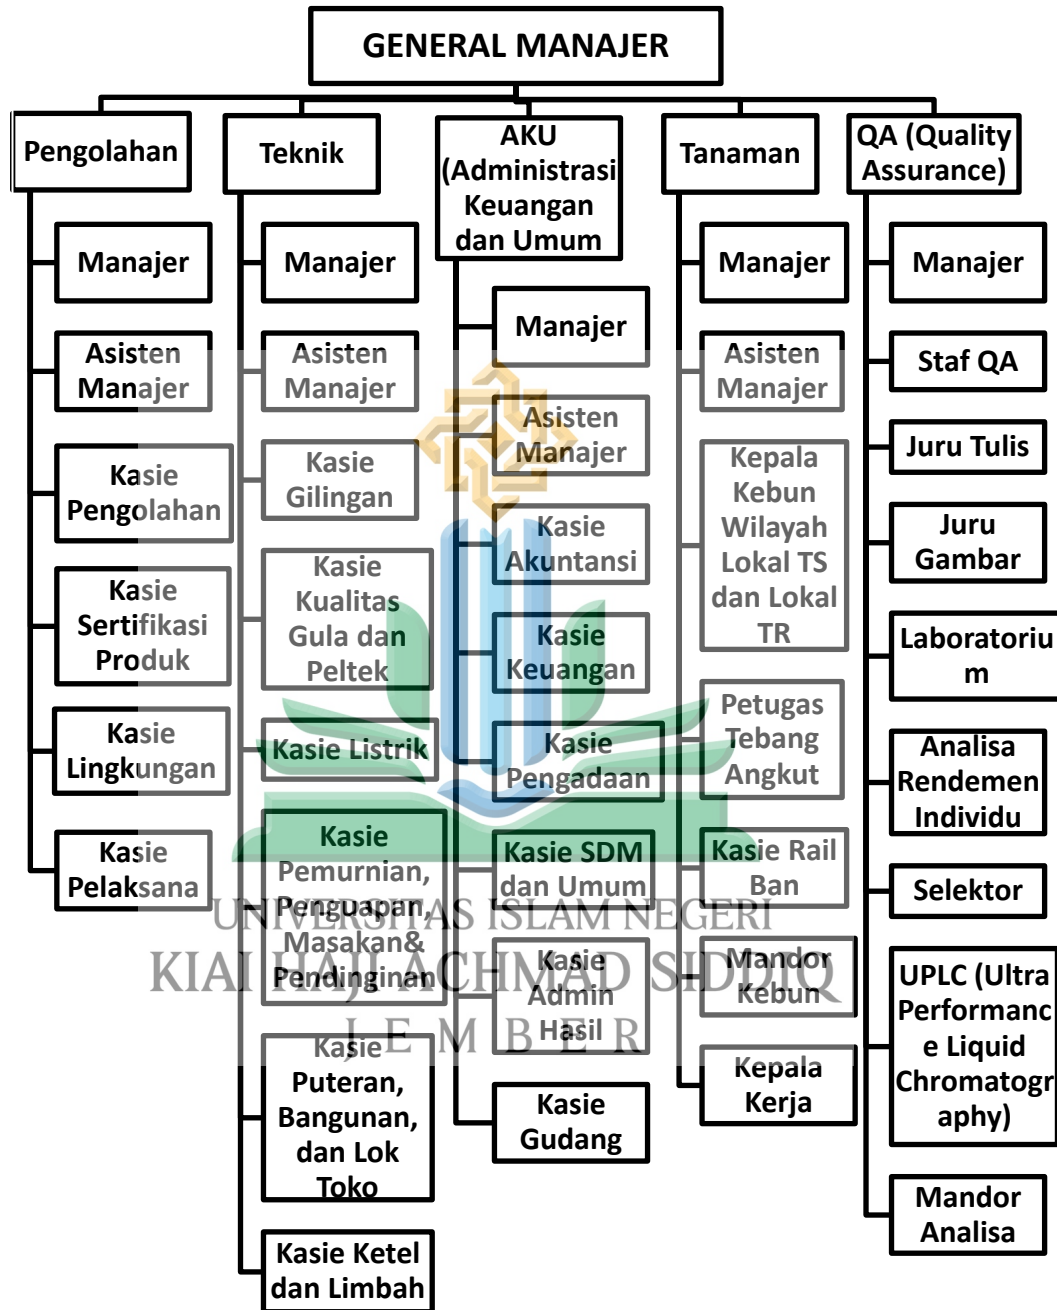 GENERAL MANAJER
Pengolahan
Manajer
Asisten
Manajer
Kasie
Pengolahan
Kasie
Sertifikasi
Produk
Kasie
Lingkungan
Kasie
Pelaksana
Teknik
Manajer
Asisten
Manajer
Kasie
Gilingan
Kasie
Kualitas
Gula dan
Peltek
Kasie Listrik
Kasie
Pemurnian,
Penguapan,
Masakan&
Pendinginan
Kasie
Puteran,
Bangunan,
dan Lok
Toko
Kasie Ketel
dan Limbah
AKU
(Administrasi
Keuangan
dan Umum
Manajer
Asisten
Manajer
Kasie
Akuntansi
Kasie
Keuangan
Kasie
Pengadaan
Kasie SDM
dan Umum
Kasie
Admin
Hasil
Kasie
Gudang
Tanaman
Manajer
Asisten
Manajer
Kepala
Kebun
Wilayah
Lokal TS
dan Lokal
TR
Petugas
Tebang
Angkut
Kasie Rail
Ban
Mandor
Kebun
Kepala
Kerja
QA (Quality
Assurance)
Manajer
Staf QA
Juru Tulis
Juru
Gambar
Laboratoriu
m
Analisa
Rendemen
Individu
Selektor
UPLC (Ultra
Performanc
e Liquid
Chromatogr
aphy)
Mandor
Analisa
UNIVERSITAS ISLAM NEGERI
KIAI HAJI ACHMAD SIDDIQ
JEMBER